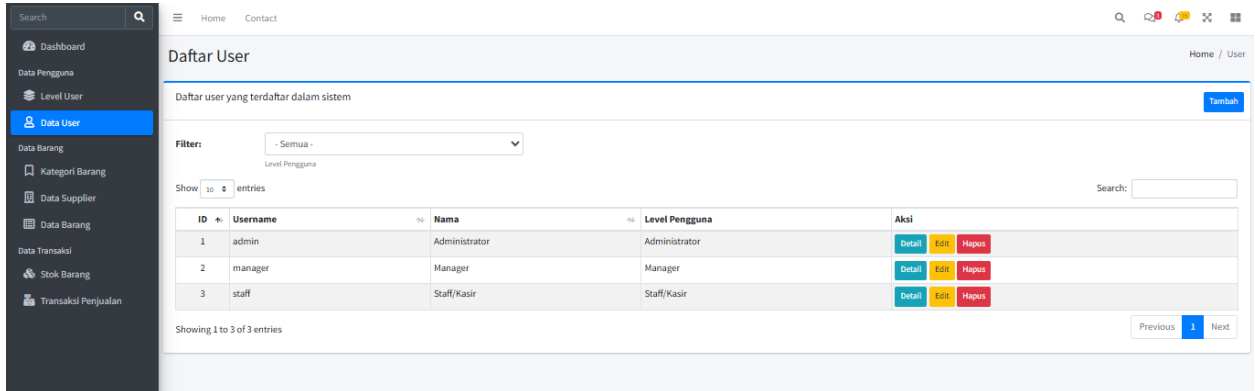 Search
Home Contact
3
15
Dashboard
Data Pengguna
Level User
Data User
Data Barang
Kategori Barang
Data Supplier
Data Barang
Data Transaksi
Stok Barang
Transaksi Penjualan
Daftar User
Home / User
Daftar user yang terdaftar dalam sistem
Tambah
Filter:
- Semua -
Level Pengguna
Show 10 entries
Search:
ID Username Nama Level Pengguna Aksi
1 admin Administrator Administrator Detail Edit Hapus
2 manager Manager Manager Detail Edit Hapus
3 staff Staff/Kasir Staff/Kasir Detail Edit Hapus
Showing 1 to 3 of 3 entries
Previous 1 Next